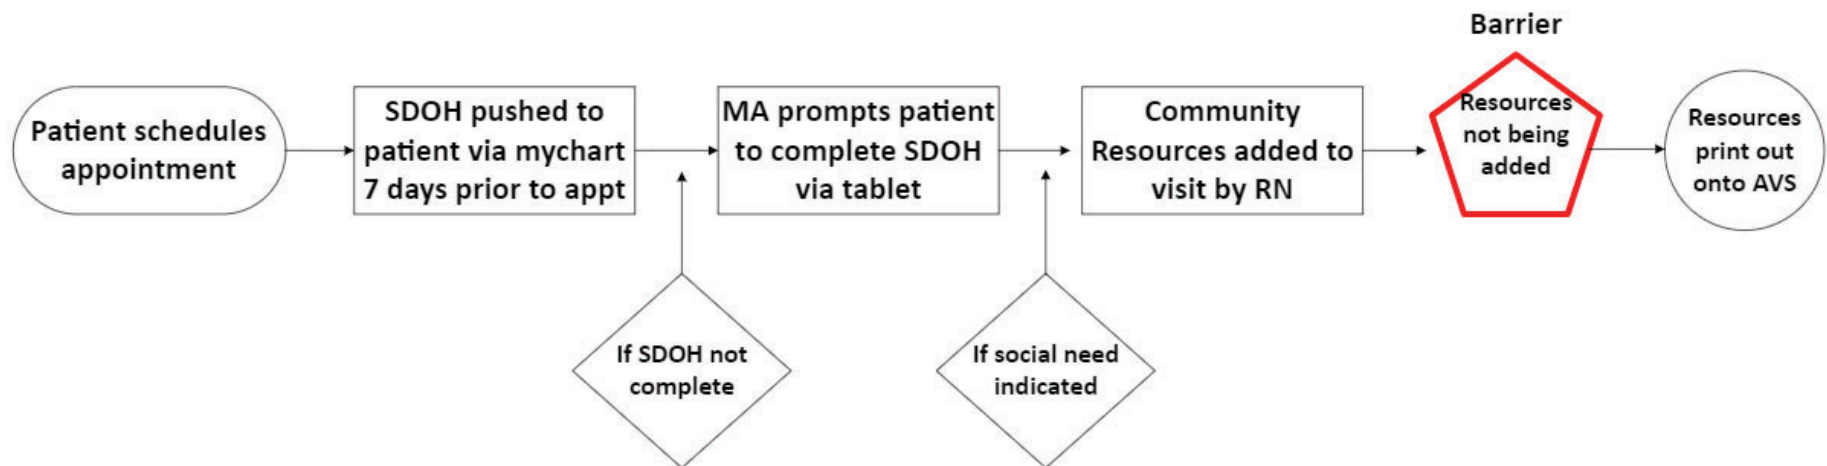 Patient schedules
appointment
SDOH pushed to
patient via mychart
7 days prior to appt
If SDOH not
complete
MA prompts patient
to complete SDOH
via tablet
If social need
indicated
Community
Resources added to
visit by RN
Barrier
Resources
not being
added
Resources
print out
onto AVS